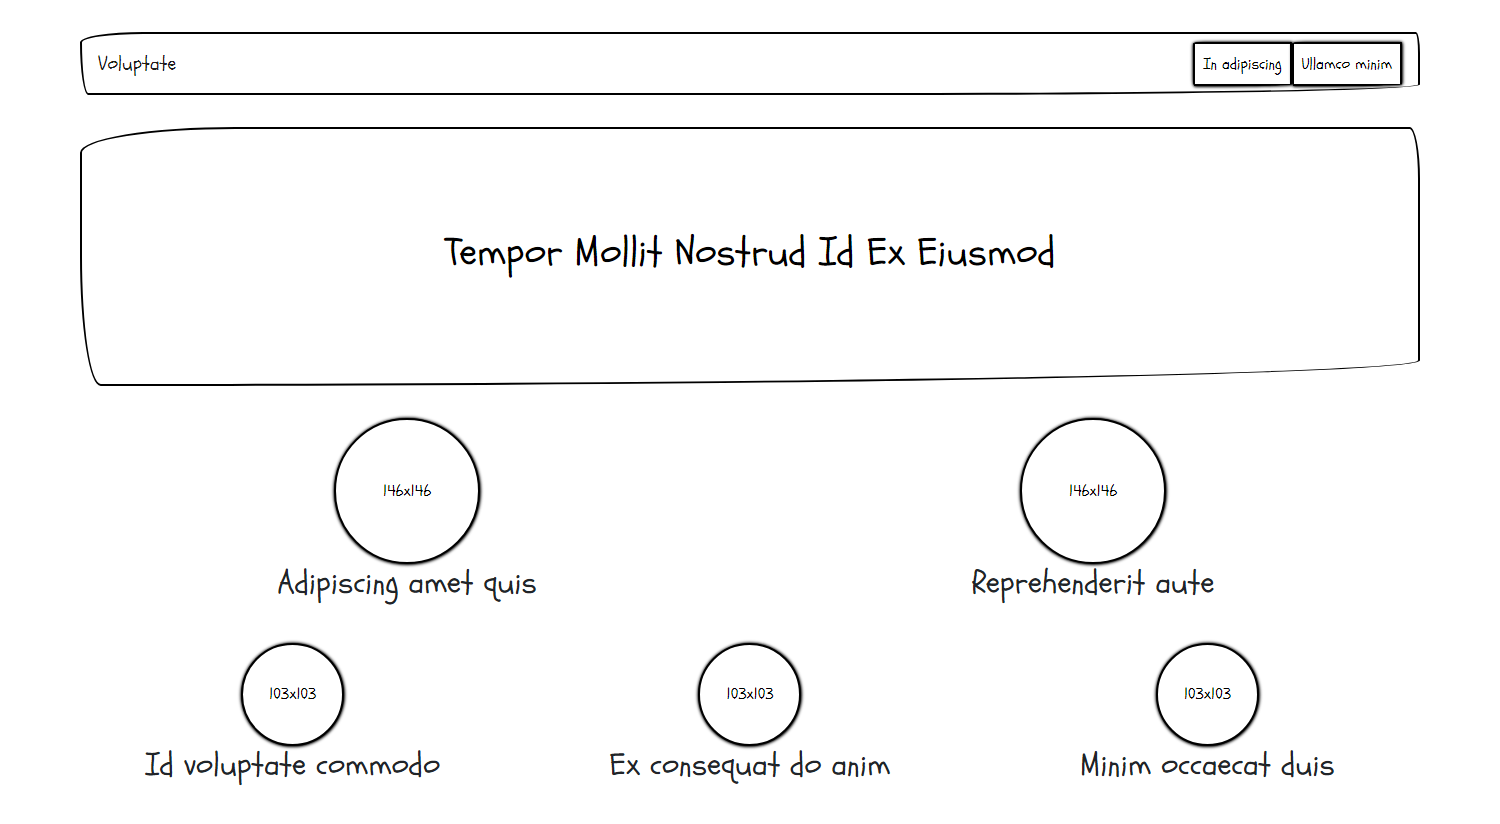 Voluptate
In adipiscing
Ullamco minim
Tempor Mollit Nostrud Id Ex Eiusmod
146x146
146x146
Adipiscing amet quis
Reprehenderit aute
103x103
103x103
103x103
Id voluptate commodo
Ex consequat do anim
Minim occaecat duis